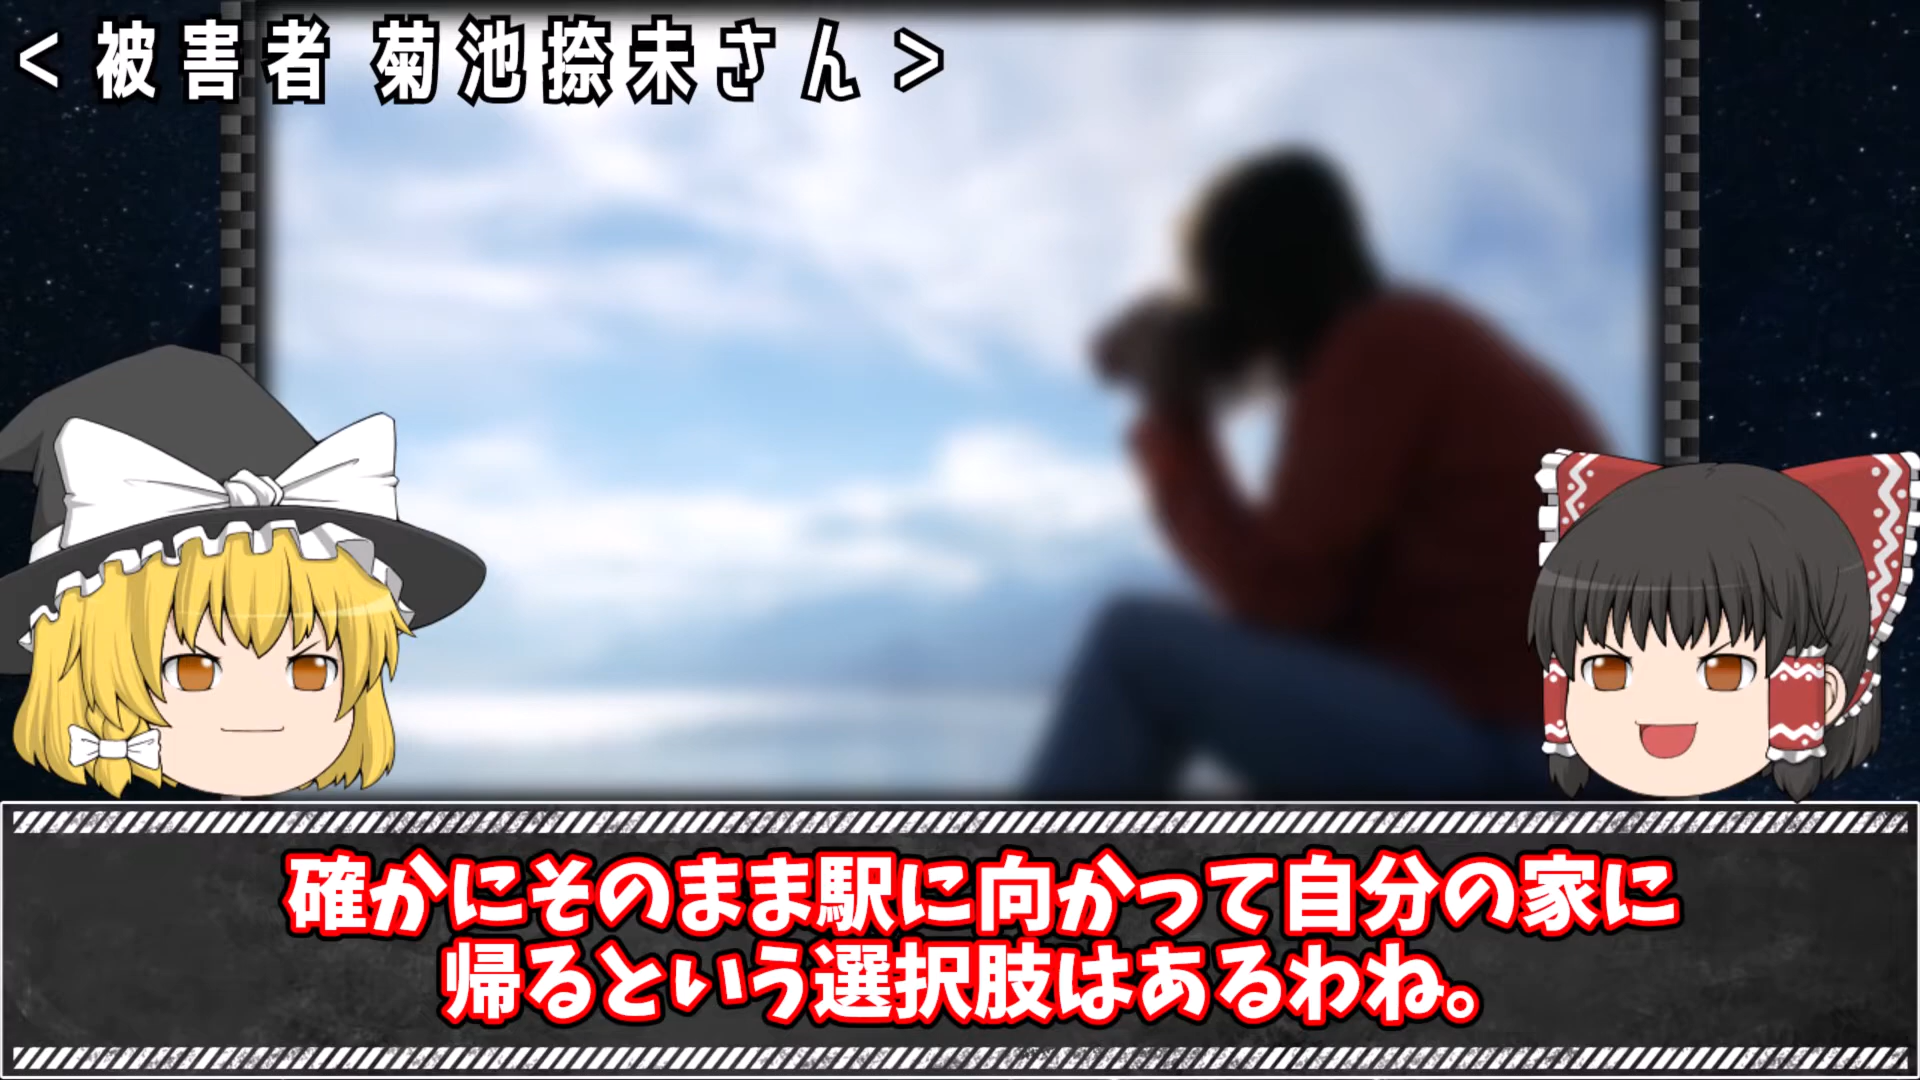 <被害者 菊池捺未さん>
確かにそのまま駅に向かって自分の家に
帰るという選択肢はあるわね。